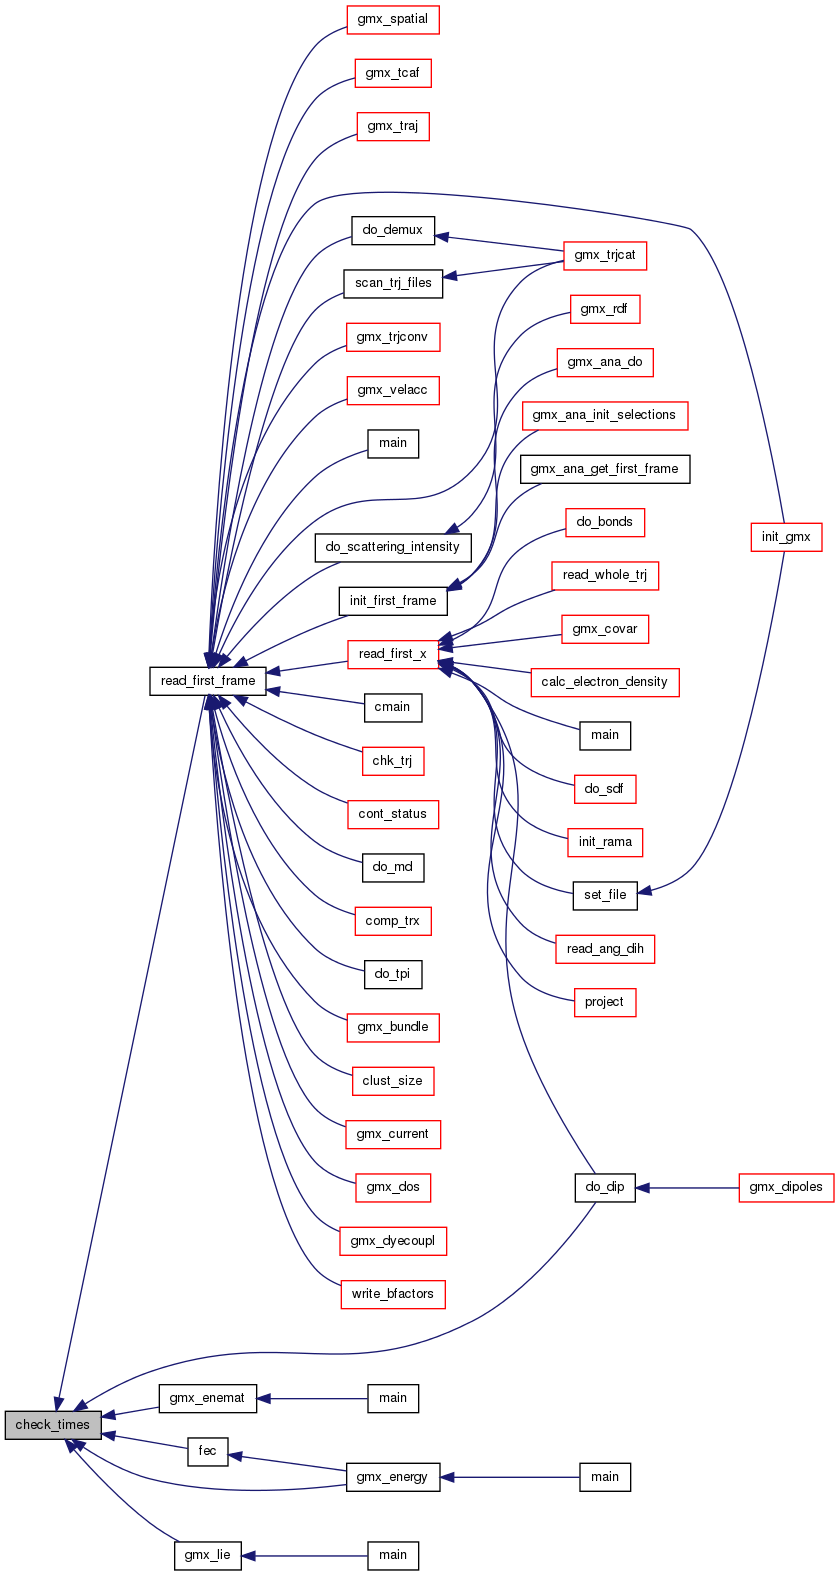 gmx_spatial
gmx_tcaf
gmx_traj
do_demux
gmx_trjcat
scan_trj_files
gmx_rdf
gmx_trjconv
gmx_ana_do
gmx_velacc
gmx_ana_init_selections
main
gmx_ana_get_first_frame
do_bonds
init_gmx
do_scattering_intensity
read_whole_trj
init_first_frame
gmx_covar
read_first_x
read_first_frame
calc_electron_density
cmain
main
chk_trj
do_sdf
cont_status
init_rama
do_md
set_file
comp_trx
read_ang_dih
do_tpi
project
gmx_bundle
clust_size
gmx_current
gmx_dos
do_dip
gmx_dipoles
gmx_dyecoupl
write_bfactors
gmx_enemat
main
check_times
fec
gmx_energy
main
gmx_lie
main